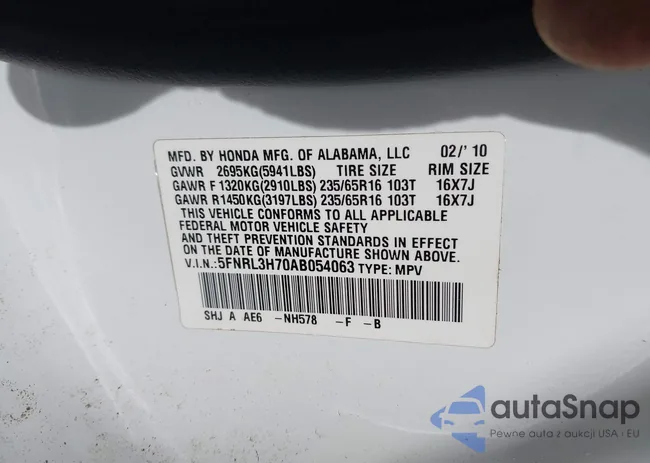 MFD. BY HONDA MFG. OF ALABAMA, LLC 02/' 10
GVWR 2695KG(5941LBS) TIRE SIZE RIM SIZE
GAWR F 1320KG(2910LBS) 235/65R16 103T 16X7J
GAWR R1450KG(3197LBS) 235/65R16 103T 16X7J
THIS VEHICLE CONFORMS TO ALL APPLICABLE
FEDERAL MOTOR VEHICLE SAFETY
AND THEFT PREVENTION STANDARDS IN EFFECT
ON THE DATE OF MANUFACTURE SHOWN ABOVE.
V.I.N.:5FNRL3H70AB054063 TYPE: MPV
SHJ A AE6 -NH578 -F -B
autaSnap
Pewne auta z aukcji USA i EU